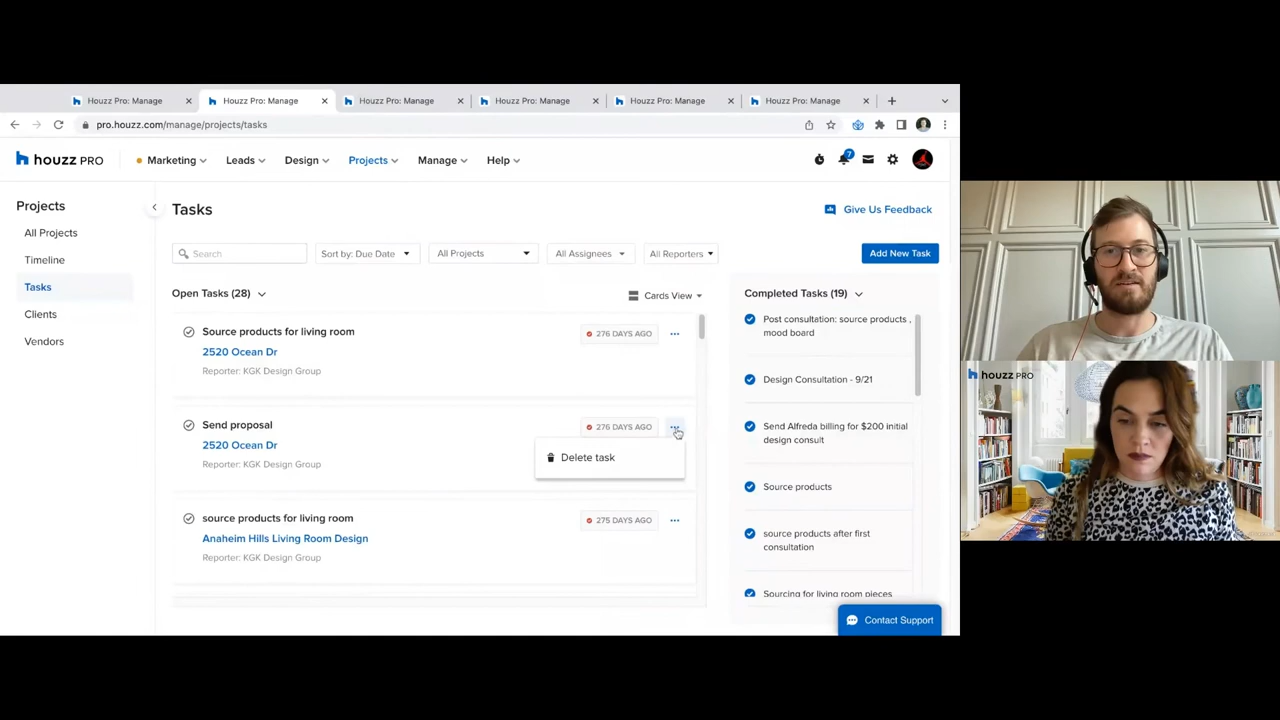 Houzz Pro: Manage
Houzz Pro: Manage
Houzz Pro: Manage
Houzz Pro: Manage
Houzz Pro: Manage
Houzz Pro: Manage
pro.houzz.com/manage/projects/tasks
houzz PRO
Marketing
Leads
Design
Projects
Manage
Help
7
Projects
All Projects
Timeline
Tasks
Clients
Vendors
Tasks
Give Us Feedback
Search
Sort by: Due Date
All Projects
All Assignees
All Reporters
Add New Task
Open Tasks (28)
Cards View
Source products for living room
276 DAYS AGO
2520 Ocean Dr
Reporter: KGK Design Group
Send proposal
276 DAYS AGO
2520 Ocean Dr
Reporter: KGK Design Group
Delete task
source products for living room
275 DAYS AGO
Anaheim Hills Living Room Design
Reporter: KGK Design Group
Completed Tasks (19)
Post consultation: source products ,
mood board
Design Consultation - 9/21
Send Alfreda billing for $200 initial
design consult
Source products
source products after first
consultation
Sourcing for living room pieces
Contact Support
houzz PRO